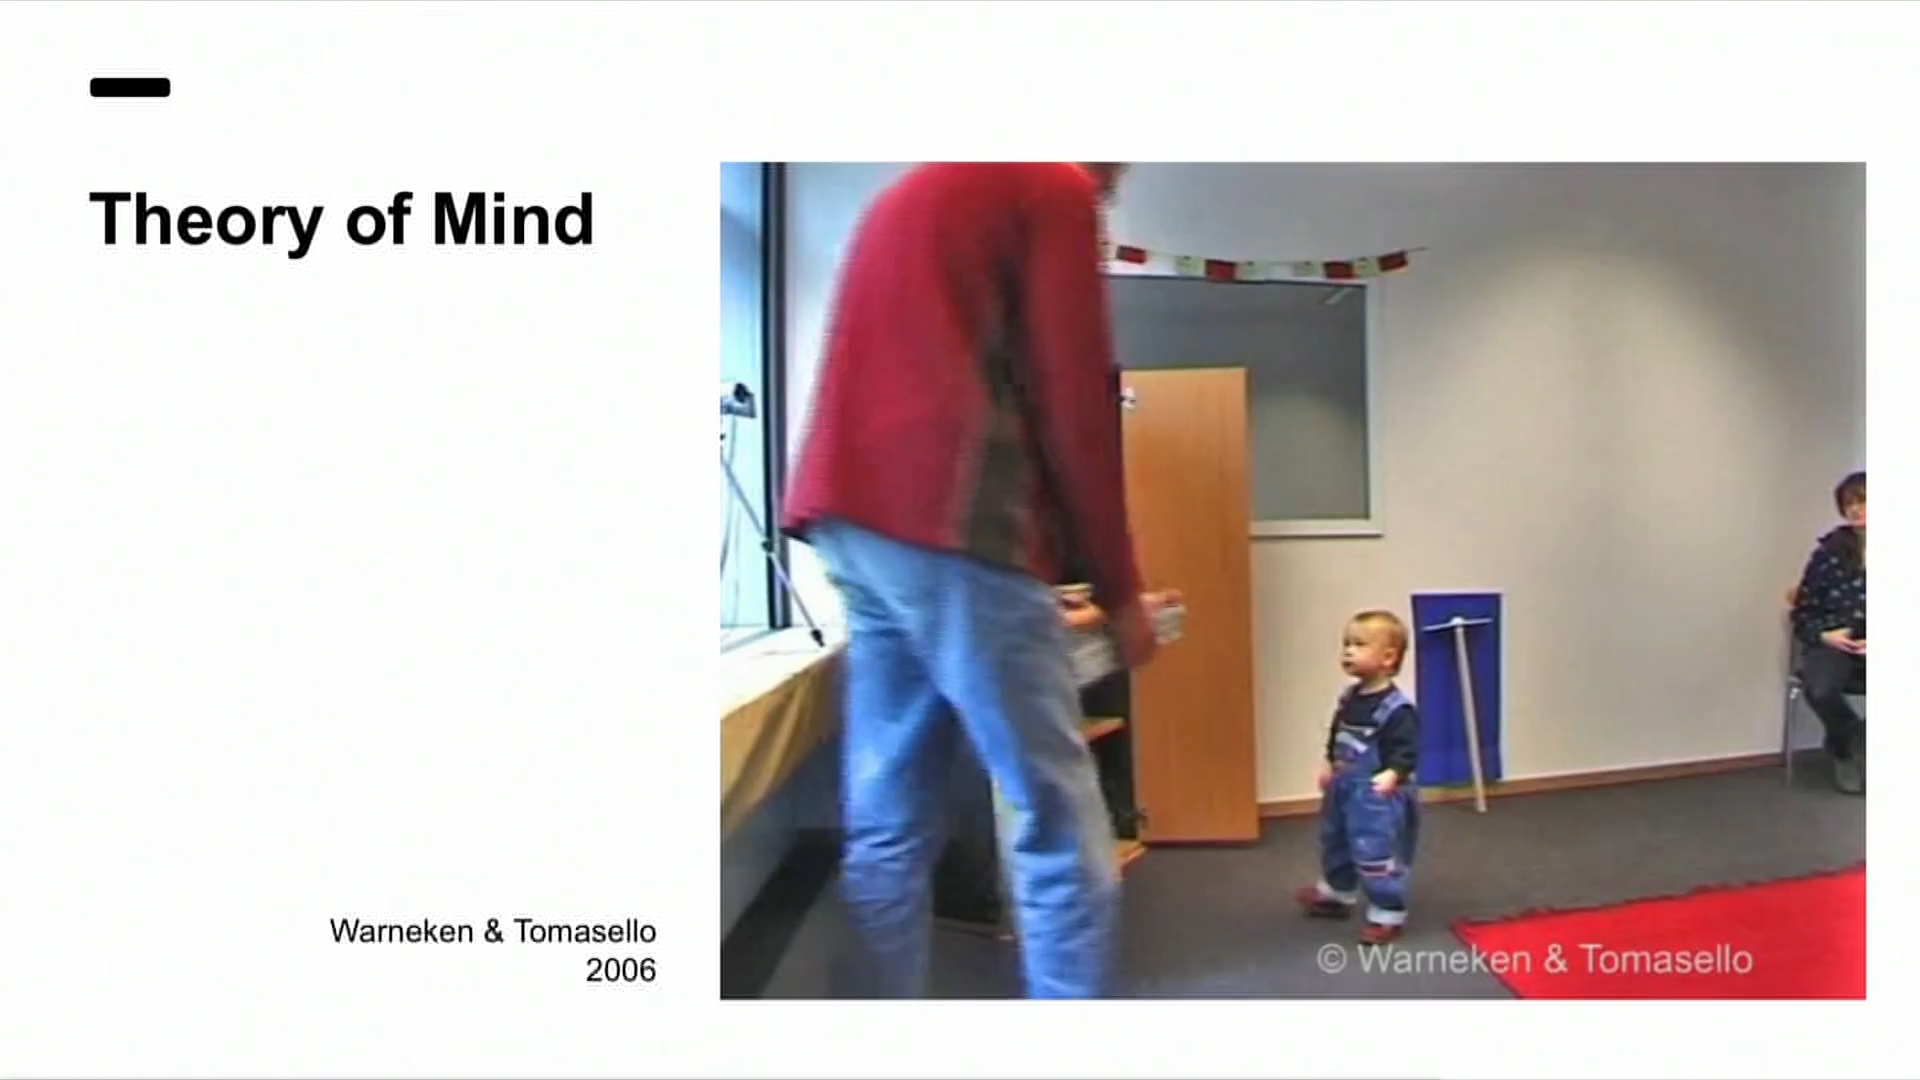 Theory of Mind
Warneken & Tomasello
2006
© Warneken & Tomasello